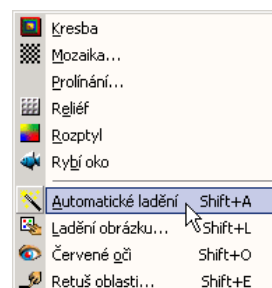 Kresba
Mozaika...
Prolínání...
Reliéf
Rozptyl
Rybí oko
Automatické ladění Shift+A
Ladění obrázku... Shift+L
Červené oči Shift+O
Retuš oblasti... Shift+E